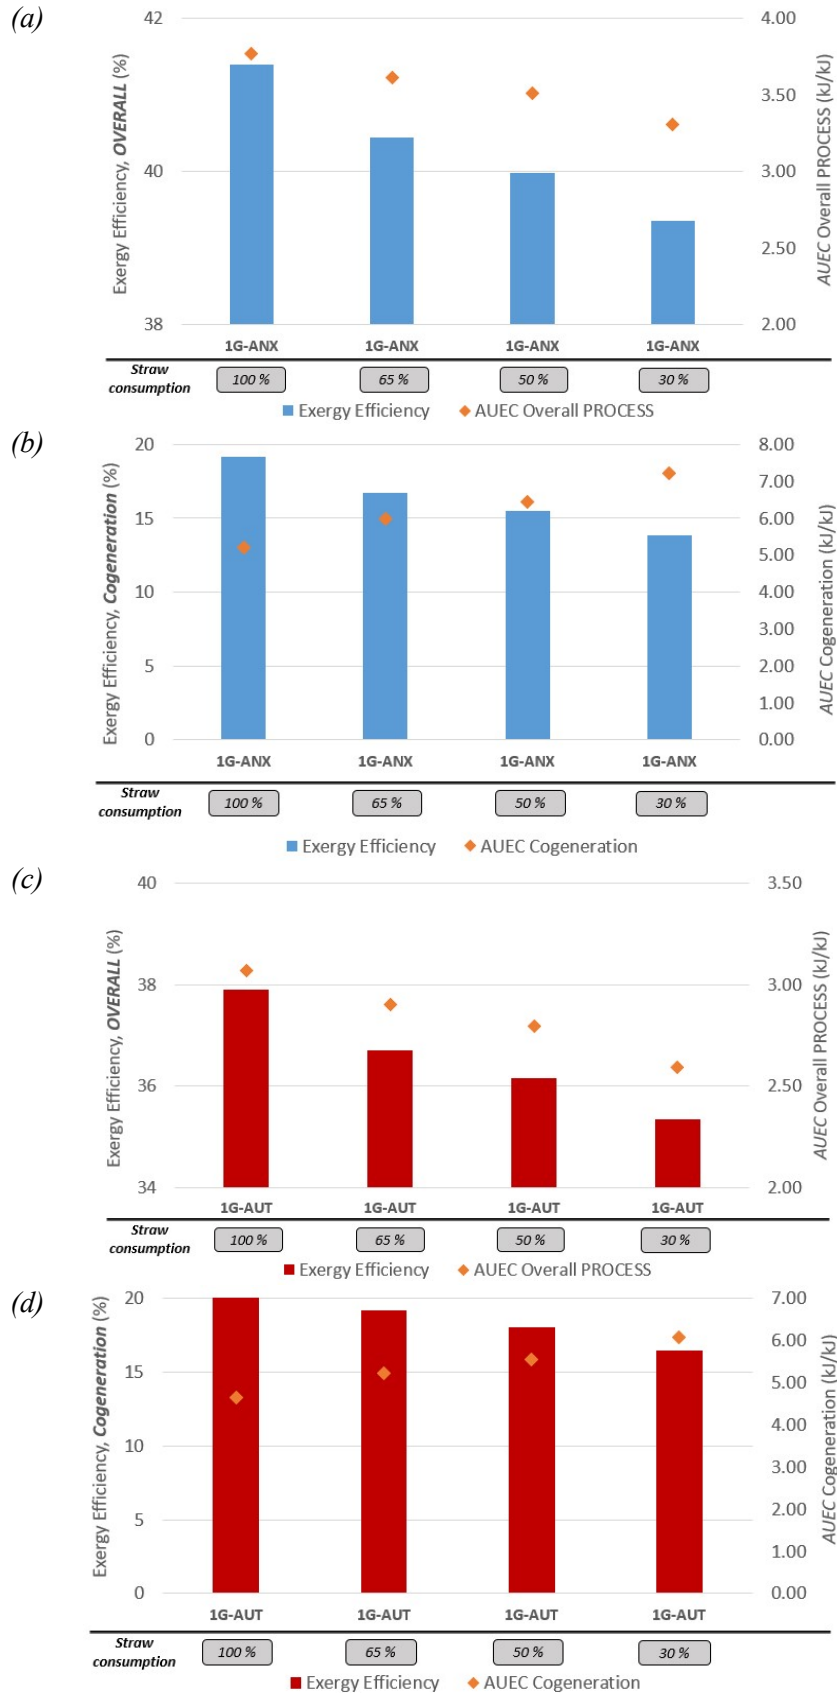 (a)
Exergy Efficiency, OVERALL (%)
42
40
38
4.00
3.50
3.00
2.50
2.00
AUEC Overall PROCESS (kJ/kJ)
1G-ANX 1G-ANX 1G-ANX 1G-ANX
Straw
consumption
100 % 65 % 50 % 30 %
Exergy Efficiency AUEC Overall PROCESS
(b)
Exergy Efficiency, Cogeneration (%)
20
15
10
5
0
8.00
7.00
6.00
5.00
4.00
3.00
2.00
1.00
0.00
AUEC Cogeneration (kJ/kJ)
1G-ANX 1G-ANX 1G-ANX 1G-ANX
Straw
consumption
100 % 65 % 50 % 30 %
Exergy Efficiency AUEC Cogeneration
(c)
Exergy Efficiency, OVERALL (%)
40
38
36
34
3.50
3.00
2.50
2.00
AUEC Overall PROCESS (kJ/kJ)
1G-AUT 1G-AUT 1G-AUT 1G-AUT
Straw
consumption
100 % 65 % 50 % 30 %
Exergy Efficiency AUEC Overall PROCESS
(d)
Exergy Efficiency, Cogeneration (%)
20
15
10
5
0
7.00
6.00
5.00
4.00
3.00
2.00
1.00
0.00
AUEC Cogeneration (kJ/kJ)
1G-AUT 1G-AUT 1G-AUT 1G-AUT
Straw
consumption
100 % 65 % 50 % 30 %
Exergy Efficiency AUEC Cogeneration